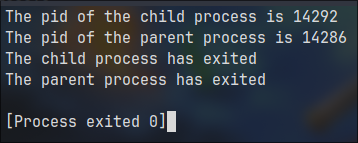 The pid of the child process is 14292
The pid of the parent process is 14286
The child process has exited
The parent process has exited
[Process exited 0]